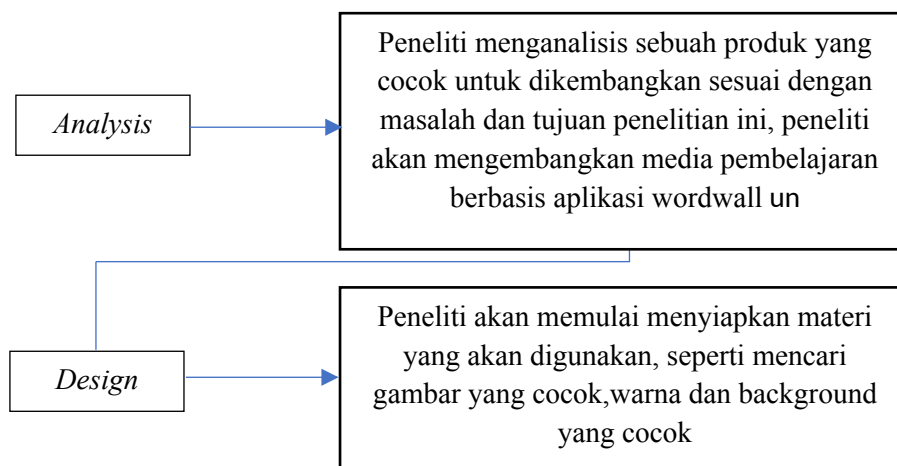 Analysis
Peneliti menganalisis sebuah produk yang
cocok untuk dikembangkan sesuai dengan
masalah dan tujuan penelitian ini, peneliti
akan mengembangkan media pembelajaran
berbasis aplikasi wordwall un
Design
Peneliti akan memulai menyiapkan materi
yang akan digunakan, seperti mencari
gambar yang cocok,warna dan background
yang cocok